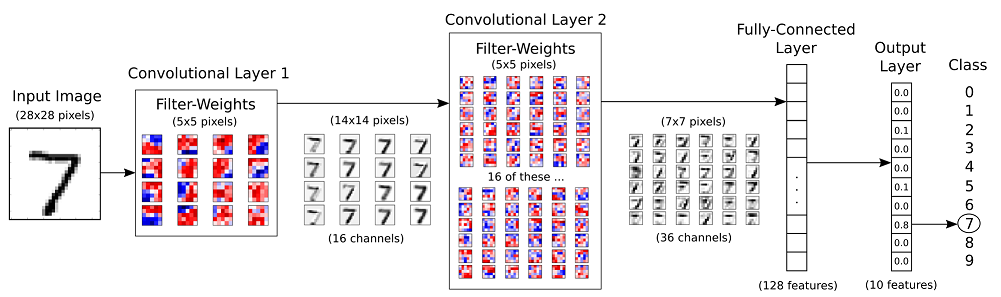 Input Image
(28x28 pixels)
Convolutional Layer 1
Filter-Weights
(5x5 pixels)
(14x14 pixels)
(16 channels)
Convolutional Layer 2
Filter-Weights
(5x5 pixels)
16 of these ...
(7x7 pixels)
(36 channels)
Fully-Connected
Layer
(128 features)
Output
Layer
0.0
0.0
0.1
0.0
0.0
0.1
0.0
0.8
0.0
0.0
(10 features)
Class
0
1
2
3
4
5
6
7
8
9